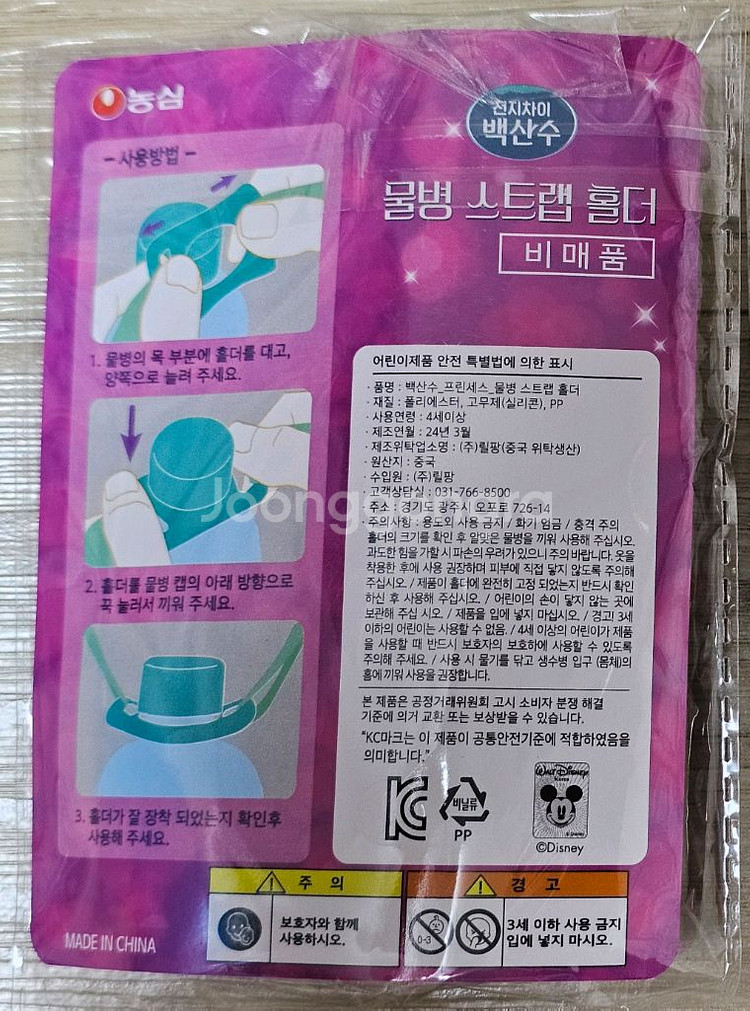 농심
천지차이
백산수
물병 스트랩 홀더
비매품
- 사용방법 -
1. 물병의 목 부분에 홀더를 대고,
양쪽으로 늘려 주세요.
2. 홀더를 물병 캡의 아래 방향으로
꾹 눌러서 끼워 주세요.
3. 홀더가 잘 장착 되었는지 확인후
사용해 주세요.
어린이제품 안전 특별법에 의한 표시
· 품명 : 백산수_프린세스_물병 스트랩 홀더
· 재질 : 폴리에스터, 고무제(실리콘), PP
· 사용연령 : 4세이상
· 제조연월 : 24년 3월
· 제조위탁업소명 : (주)릴팡(중국 위탁생산)
· 원산지 : 중국
· 수입원 : (주)릴팡
· 고객상담실 : 031-766-8500
· 주소 : 경기도 광주시 오포로 726-14
· 주의사항 : 용도외 사용 금지 / 화기 엄금 / 충격 주의
홀더의 크기를 확인 후 알맞은 물병을 끼워 사용해 주십시오.
과도한 힘을 가할 시 파손의 우려가 있으니 주의 바랍니다. 옷을
착용한 후에 사용 권장하며 피부에 직접 닿지 않도록 주의해
주십시오. / 제품이 홀더에 완전히 고정 되었는지 반드시 확인
하신 후 사용해 주십시오. / 어린이의 손이 닿지 않는 곳에
보관해 주십 시오. / 제품을 입에 넣지 마십시오. / 경고 3세
이하의 어린이는 사용할 수 없음. / 4세 이상의 어린이가 제품
을 사용할 때 반드시 보호자의 보호하에 사용할 수 있도록
주의해 주세요. / 사용 시 물기를 닦고 생수병 입구 (몸체)의
홈에 끼워 사용을 권장합니다.
본 제품은 공정거래위원회 고시 소비자 분쟁 해결
기준에 의거 교환 또는 보상받을 수 있습니다.
"KC마크는 이 제품이 공통안전기준에 적합하였음을
의미합니다."
KC
비닐류
PP
WALT DISNEY
Korea
©Disney
주 의
보호자와 함께
사용하시오.
경 고
0-3
3세 이하 사용 금지
입에 넣지 마시오.
MADE IN CHINA
Joongonara